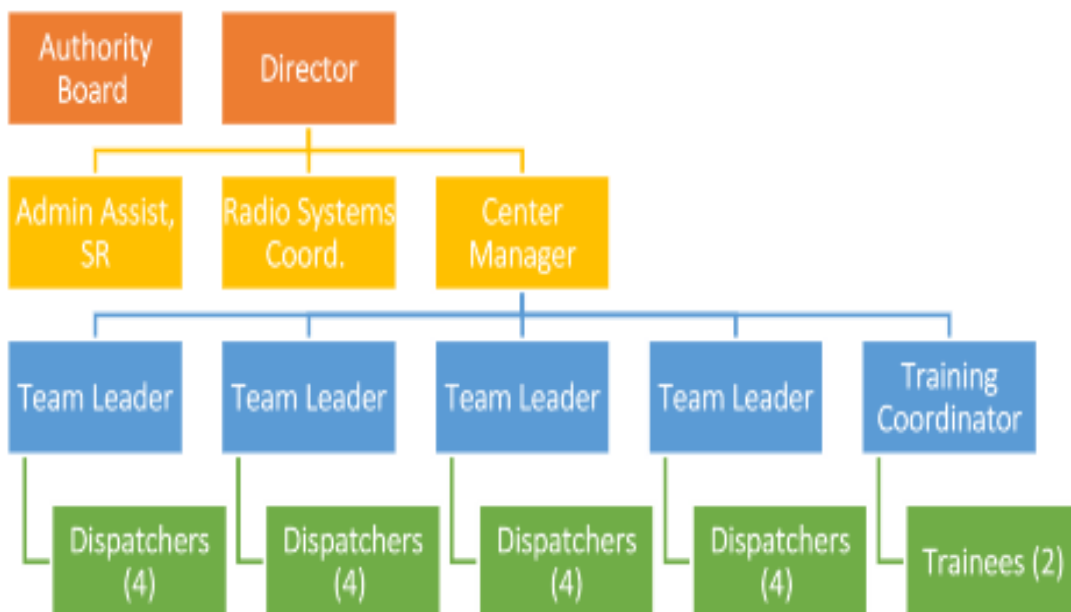 Authority
Board
Director
Admin Assist,
SR
Radio Systems
Coord.
Center
Manager
Team Leader
Team Leader
Team Leader
Team Leader
Training
Coordinator
Dispatchers
(4)
Dispatchers
(4)
Dispatchers
(4)
Dispatchers
(4)
Trainees (2)